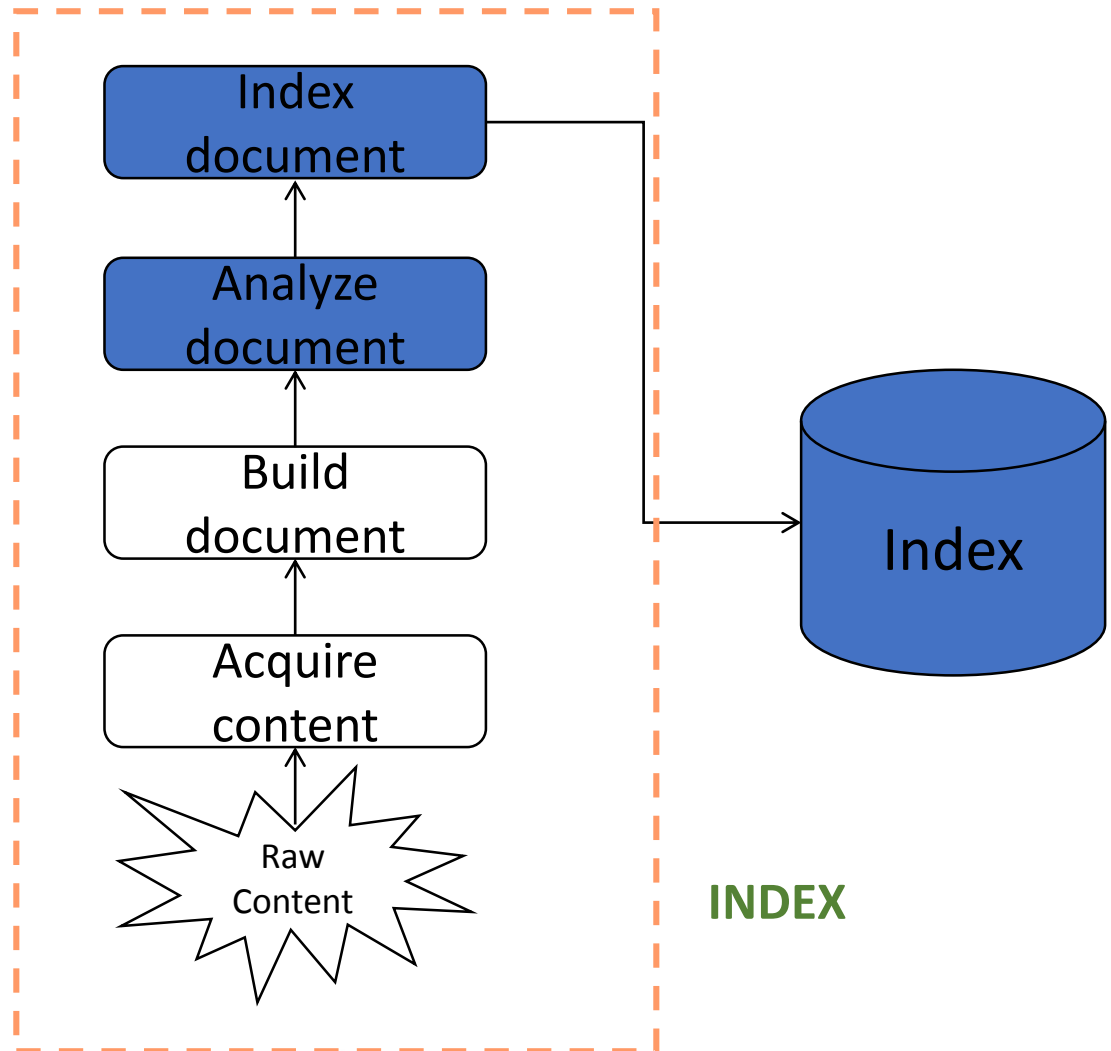 Index
document
Analyze
document
Build
document
Index
Acquire
content
Raw
Content
INDEX